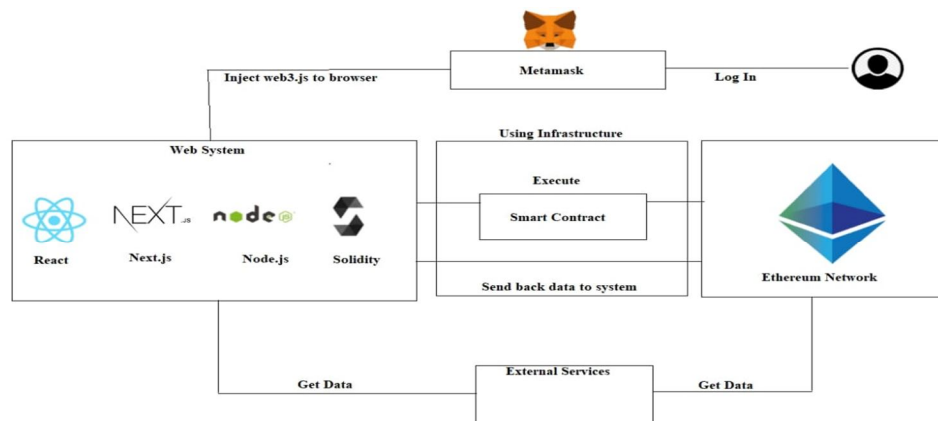 Metamask
Inject web3.js to browser
Log In
Using Infrastructure
Web System
Execute
Smart Contract
NEXT.JS
node JS
React
Next.js
Node.js
Solidity
Ethereum Network
Send back data to system
External Services
Get Data
Get Data